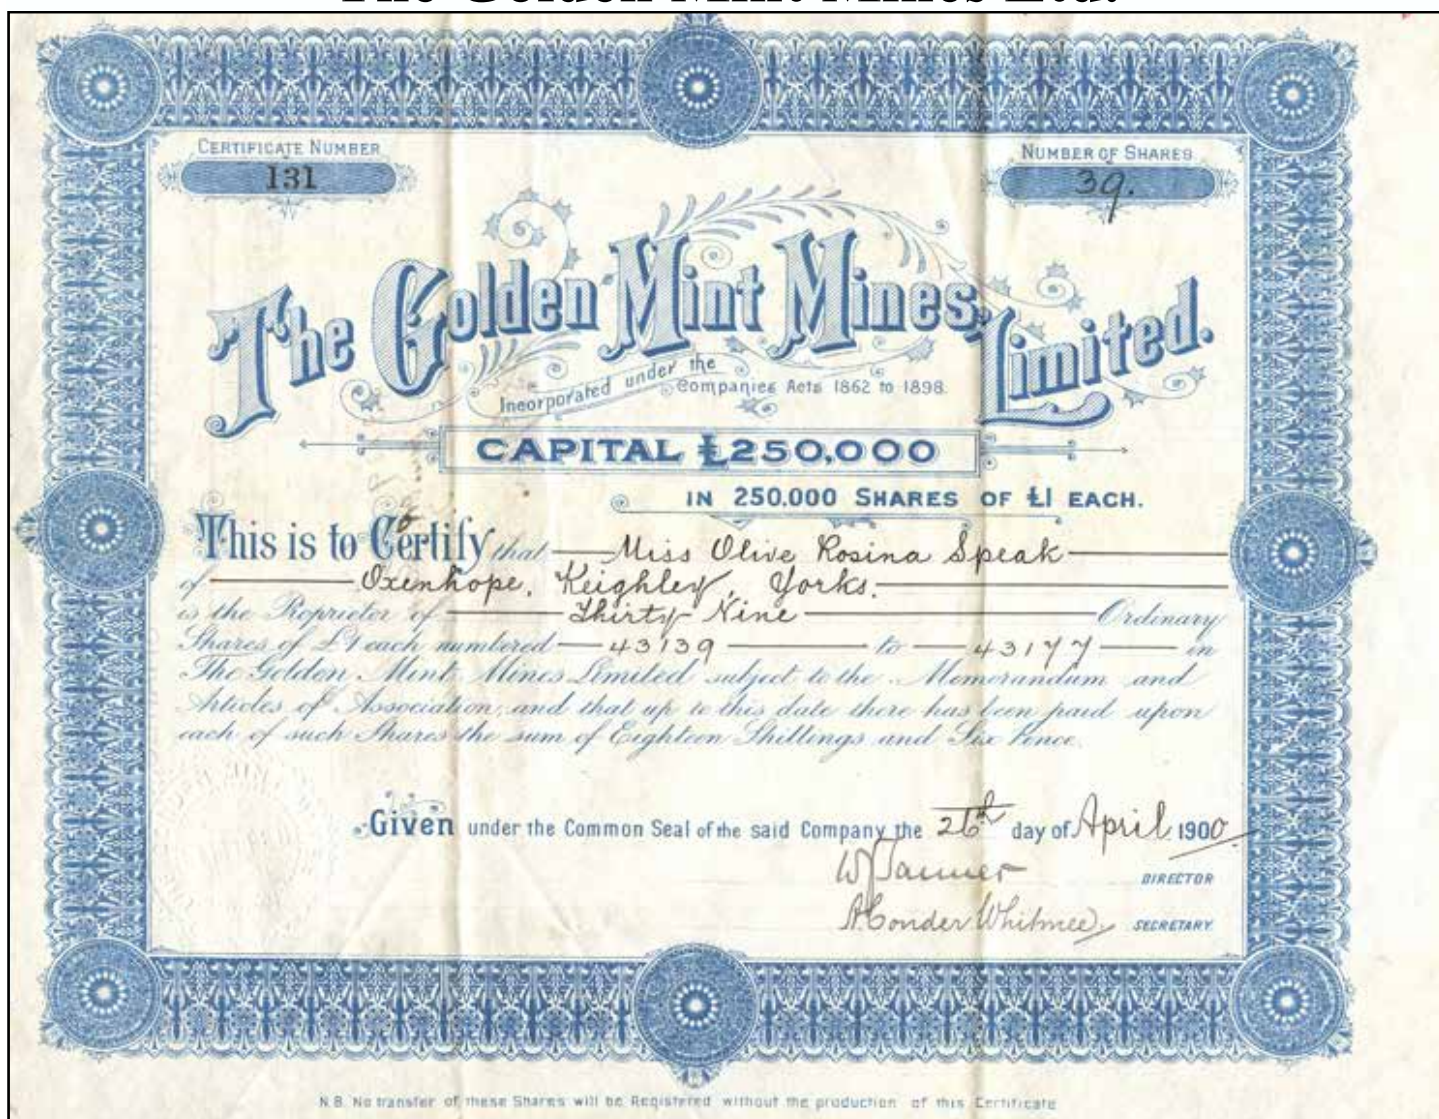 CERTIFICATE NUMBER
131
NUMBER OF SHARES
39.
The Golden Mint Mines, Limited.
Incorporated under the Companies Acts 1862 to 1898.
CAPITAL £250,000
IN 250,000 SHARES OF £1 EACH.
This is to Certify that Miss Olive Rosina Speak
of Oxenhope, Keighley, Yorks.
is the Proprietor of Thirty Nine Ordinary
Shares of £1 each numbered 43139 to 43177 in
The Golden Mint Mines Limited subject to the Memorandum and
Articles of Association, and that up to this date there has been paid upon
each of such Shares the sum of Eighteen Shillings and Six Pence.
Given under the Common Seal of the said Company the 26th day of April 1900
W Tanner DIRECTOR
A Conder Whitmee, SECRETARY
N.B. No transfer of these Shares will be Registered without the production of this Certificate